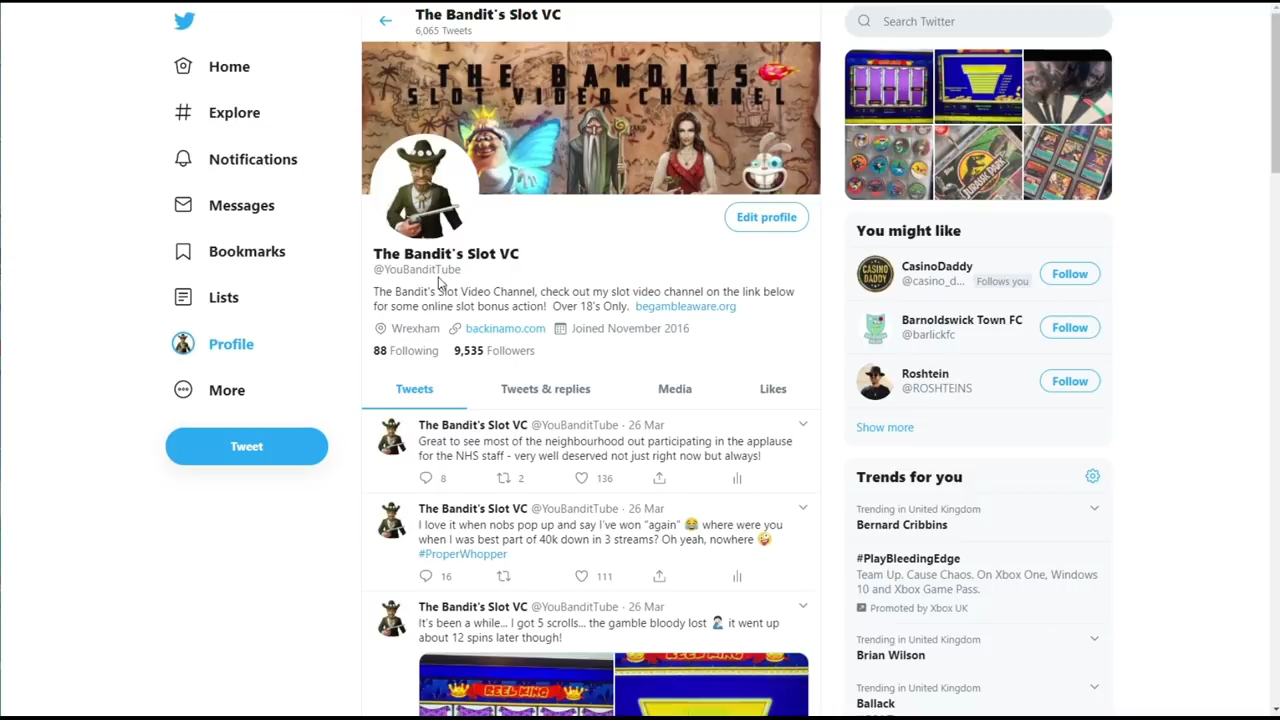 The Bandit's Slot VC
6,065 Tweets
Search Twitter
Home
Explore
Notifications
Messages
Bookmarks
Lists
Profile
More
Tweet
THE BANDITS
SLOT VIDEO CHANNEL
Edit profile
The Bandit's Slot VC
@YouBanditTube
The Bandit's Slot Video Channel, check out my slot video channel on the link below
for some online slot bonus action!  Over 18's Only.  begambleaware.org
Wrexham backinamo.com Joined November 2016
88 Following 9,535 Followers
Tweets Tweets & replies Media Likes
The Bandit's Slot VC @YouBanditTube · 26 Mar
Great to see most of the neighbourhood out participating in the applause
for the NHS staff - very well deserved not just right now but always!
8 2 136
The Bandit's Slot VC @YouBanditTube · 26 Mar
I love it when nobs pop up and say I've won "again" 😂 where were you
when I was best part of 40k down in 3 streams? Oh yeah, nowhere 🤪
#ProperWhopper
16 111
The Bandit's Slot VC @YouBanditTube · 26 Mar
It's been a while... I got 5 scrolls... the gamble bloody lost 🤦 it went up
about 12 spins later though!
REEL KING
JURASSIC PARK
You might like
CASINO DADDY
CasinoDaddy
@casino_d... Follows you
Follow
Barnoldswick Town FC
@barlickfc
Follow
Roshtein
@ROSHTEINS
Follow
Show more
Trends for you
Trending in United Kingdom
Bernard Cribbins
#PlayBleedingEdge
Team Up. Cause Chaos. On Xbox One, Windows
10 and Xbox Game Pass.
Promoted by Xbox UK
Trending in United Kingdom
Brian Wilson
Trending in United Kingdom
Ballack